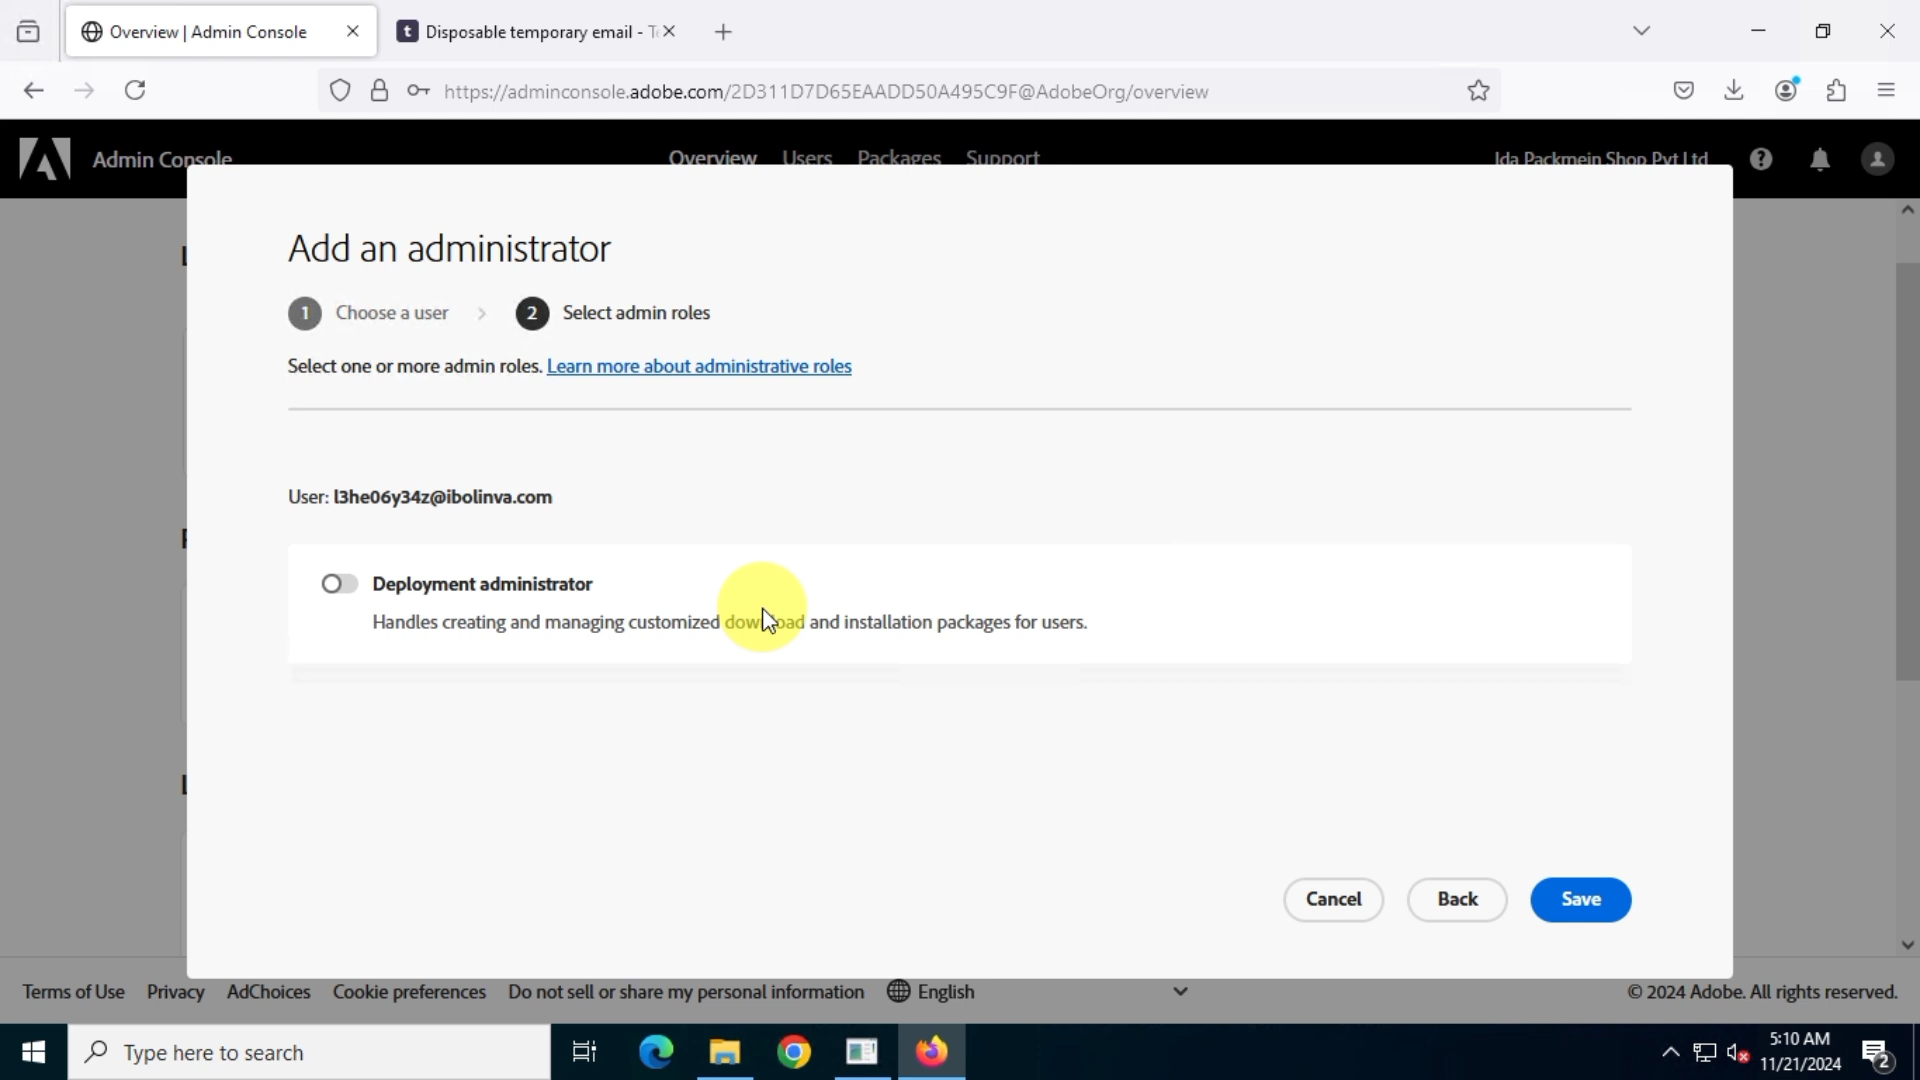 Overview | Admin Console
Disposable temporary email - T
https://adminconsole.adobe.com/2D311D7D65EAADD50A495C9F@AdobeOrg/overview
Admin Console
Overview
Users
Packages
Support
Ida Packmein Shop Pvt Ltd
Add an administrator
1 Choose a user
2 Select admin roles
Select one or more admin roles. Learn more about administrative roles
User: l3he06y34z@ibolinva.com
Deployment administrator
Handles creating and managing customized download and installation packages for users.
Cancel
Back
Save
Terms of Use
Privacy
AdChoices
Cookie preferences
Do not sell or share my personal information
English
© 2024 Adobe. All rights reserved.
Type here to search
5:10 AM
11/21/2024
2